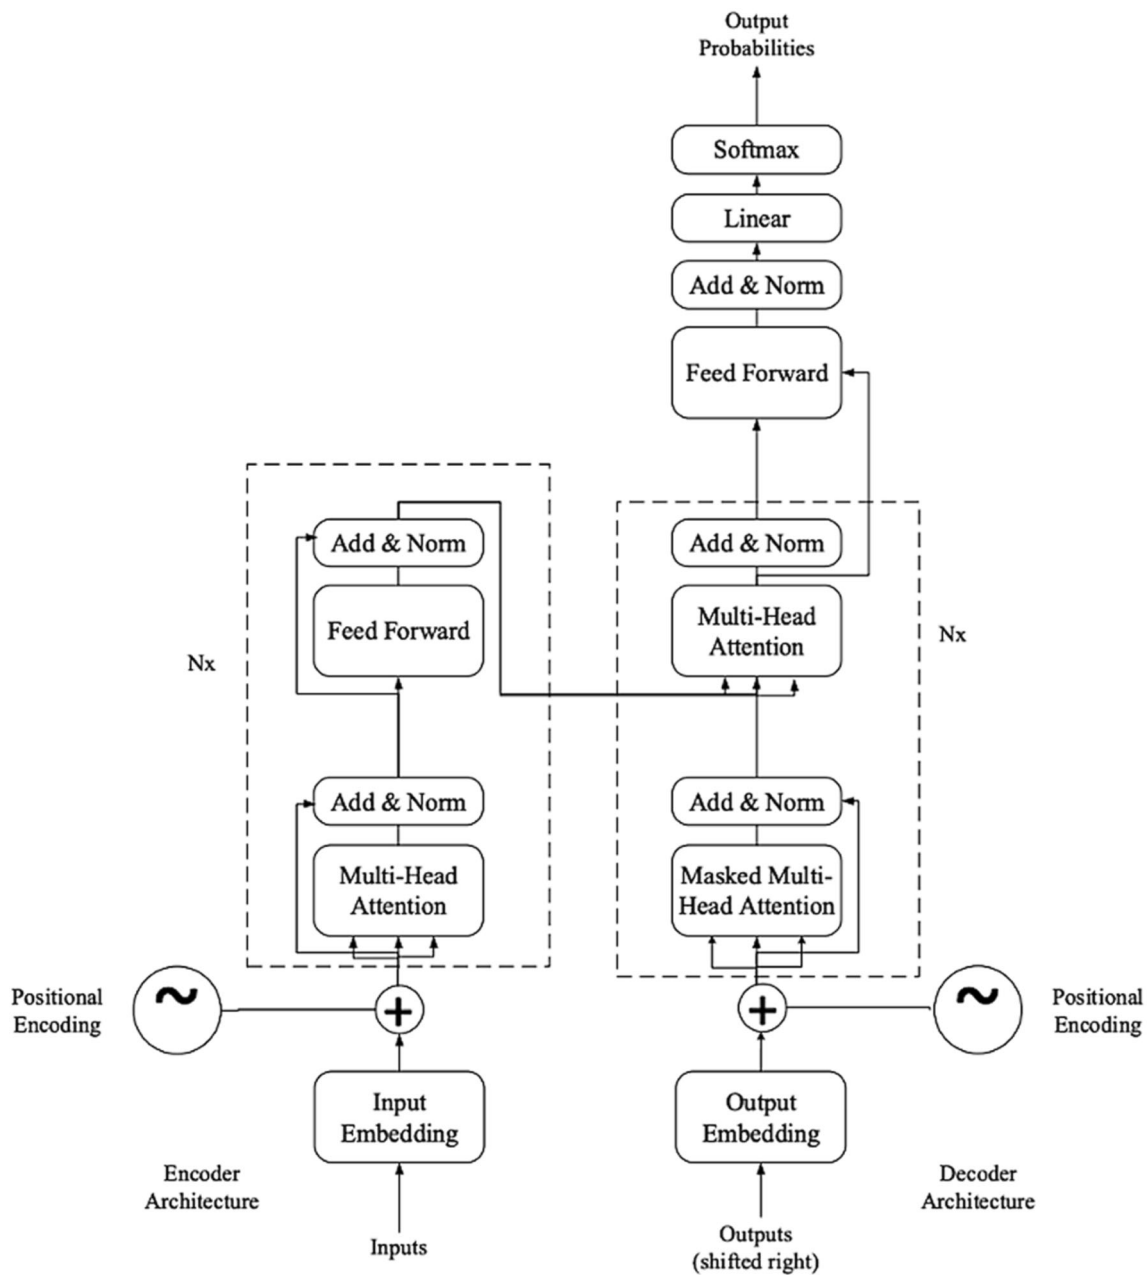 Output
Probabilities
Softmax
Linear
Add & Norm
Feed Forward
Add & Norm
Feed Forward
Nx
Add & Norm
Multi-Head
Attention
Add & Norm
Multi-Head
Attention
Nx
Add & Norm
Masked Multi-
Head Attention
Positional
Encoding
~
+
+
~
Positional
Encoding
Input
Embedding
Output
Embedding
Encoder
Architecture
Decoder
Architecture
Inputs
Outputs
(shifted right)